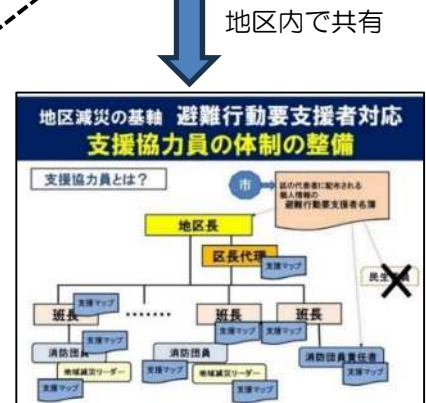 地区内で共有
地区減災の基軸 避難行動要支援者対応
支援協力員の体制の整備
支援協力員とは？
市
区の代表者に配布される
個人情報の
避難行動要支援者名簿
地区長
区長代理
支援マップ
民生委員
班長
支援マップ
・・・・・・・
班長
支援マップ
支援マップ
班長
消防団員
支援マップ
地域減災リーダー
支援マップ
消防団員
支援マップ
地域減災リーダー
支援マップ
消防団員責任者
支援マップ